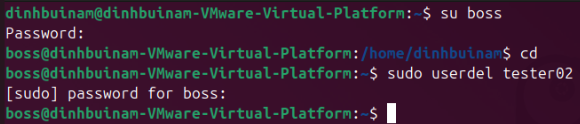 dinhbuinam@dinhbuinam-VMware-Virtual-Platform:~$ su boss
Password:
boss@dinhbuinam-VMware-Virtual-Platform:/home/dinhbuinam$ cd
boss@dinhbuinam-VMware-Virtual-Platform:~$ sudo userdel tester02
[sudo] password for boss:
boss@dinhbuinam-VMware-Virtual-Platform:~$